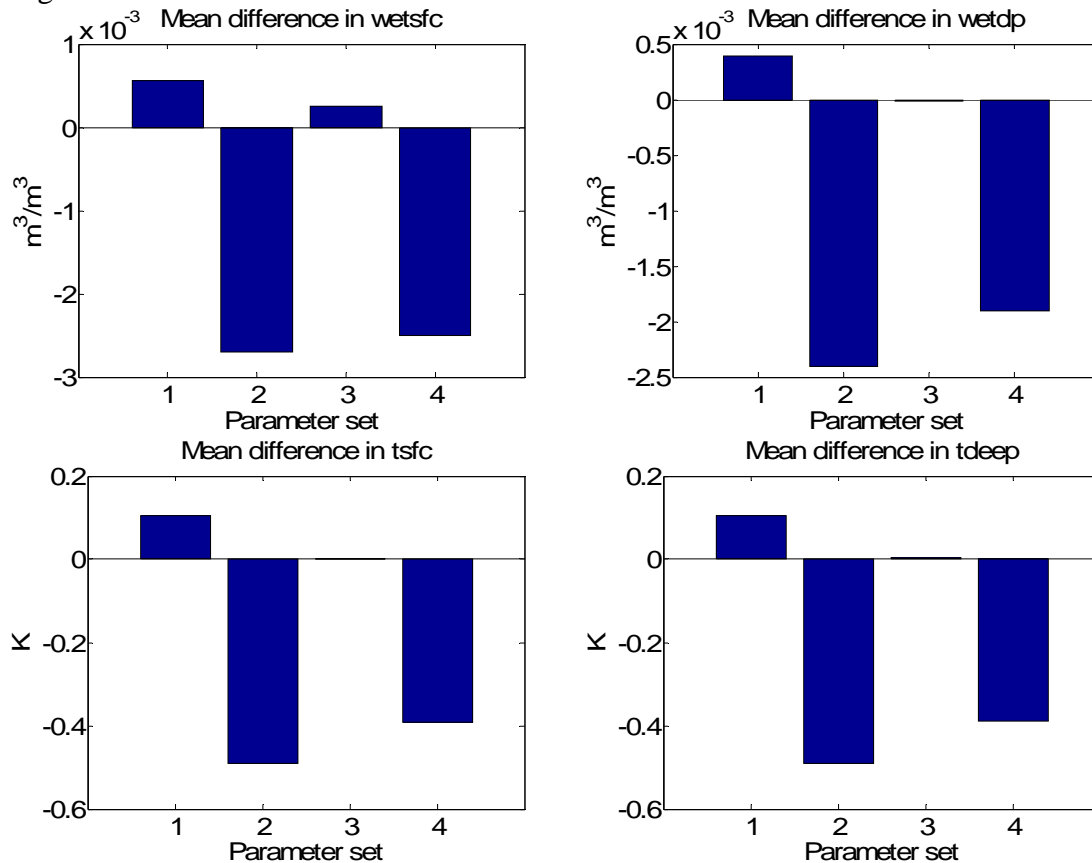 Mean difference in wetsfc
x 10^-3
1
0
-1
-2
-3
m^3/m^3
1 2 3 4
Parameter set
Mean difference in wetdp
x 10^-3
0.5
0
-0.5
-1
-1.5
-2
-2.5
m^3/m^3
1 2 3 4
Parameter set
Mean difference in tsfc
0.2
0
-0.2
-0.4
-0.6
K
1 2 3 4
Parameter set
Mean difference in tdeep
0.2
0
-0.2
-0.4
-0.6
K
1 2 3 4
Parameter set